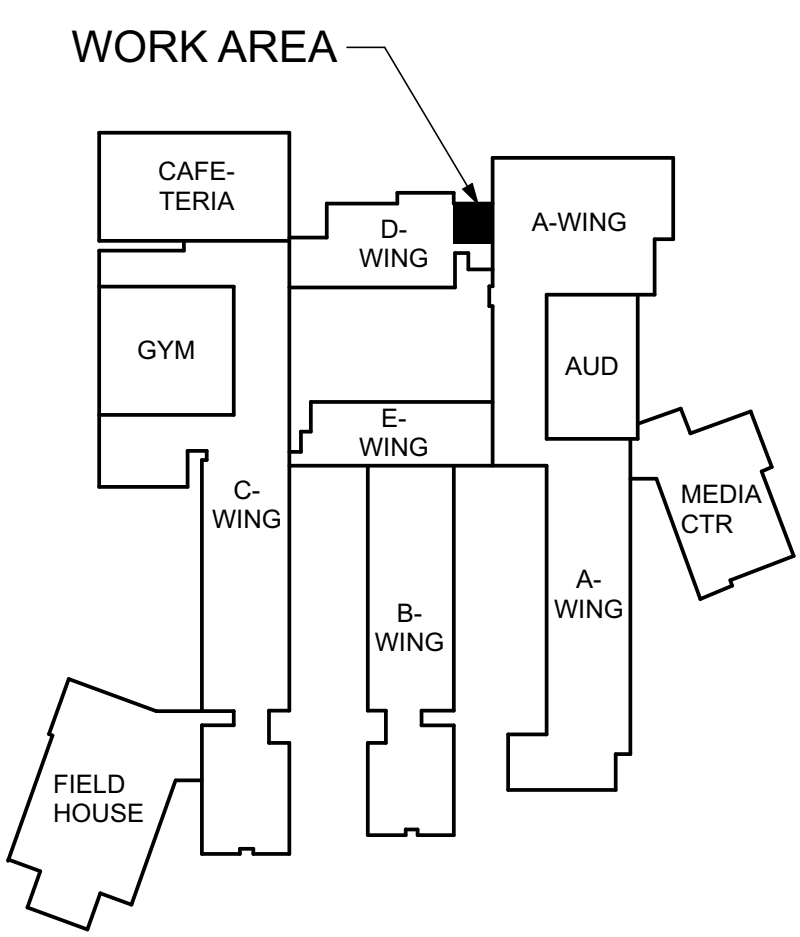 WORK AREA
CAFE-
TERIA
D-
WING
A-WING
GYM
AUD
E-
WING
C-
WING
MEDIA
CTR
A-
WING
B-
WING
FIELD
HOUSE